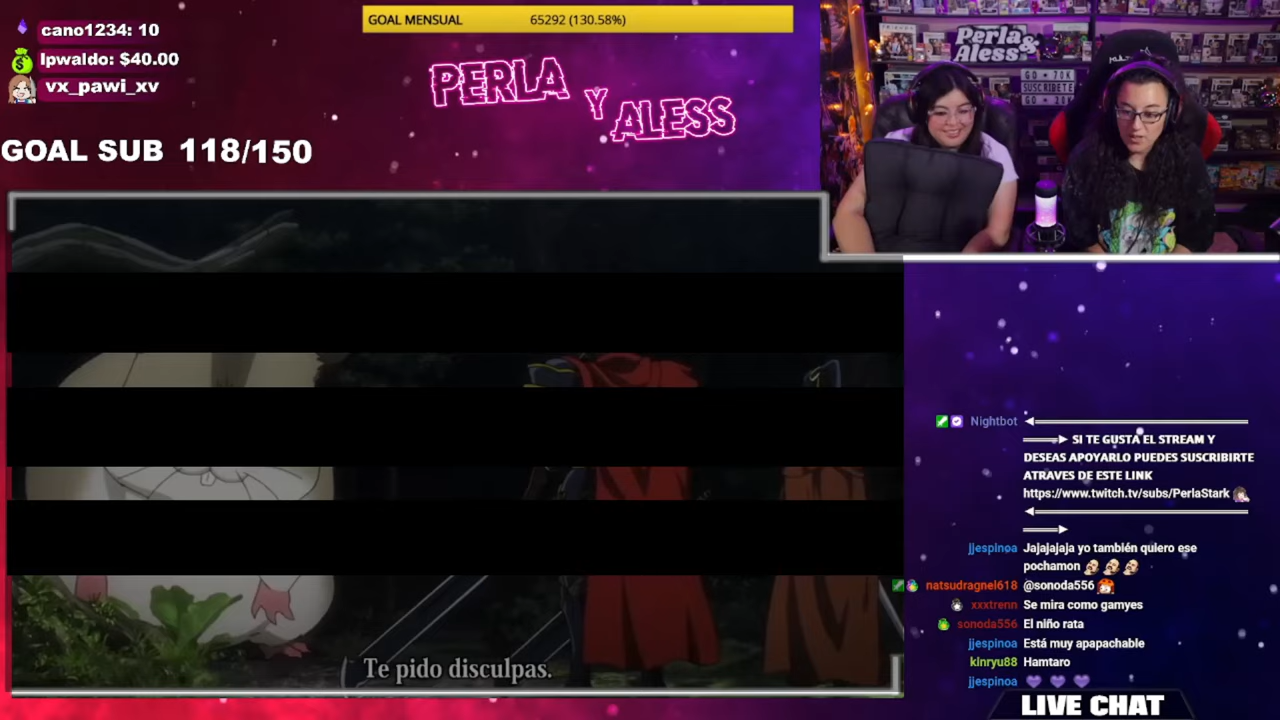 cano1234: 10
lpwaldo: $40.00
vx_pawi_xv
GOAL SUB 118/150
GOAL MENSUAL 65292 (130.58%)
PERLA
Y
ALESS
Perla&
Aless
GO * 70K
SUSCRIBETE
Nightbot
SI TE GUSTA EL STREAM Y
DESEAS APOYARLO PUEDES SUSCRIBIRTE
ATRAVES DE ESTE LINK
https://www.twitch.tv/subs/PerlaStark
jjespinoa Jajajajaja yo también quiero ese
pochamon
natsudragnel618 @sonoda556
xxxtrenn Se mira como gamyes
sonoda556 El niño rata
jjespinoa Está muy apapachable
kinryu88 Hamtaro
jjespinoa
LIVE CHAT
Te pido disculpas.